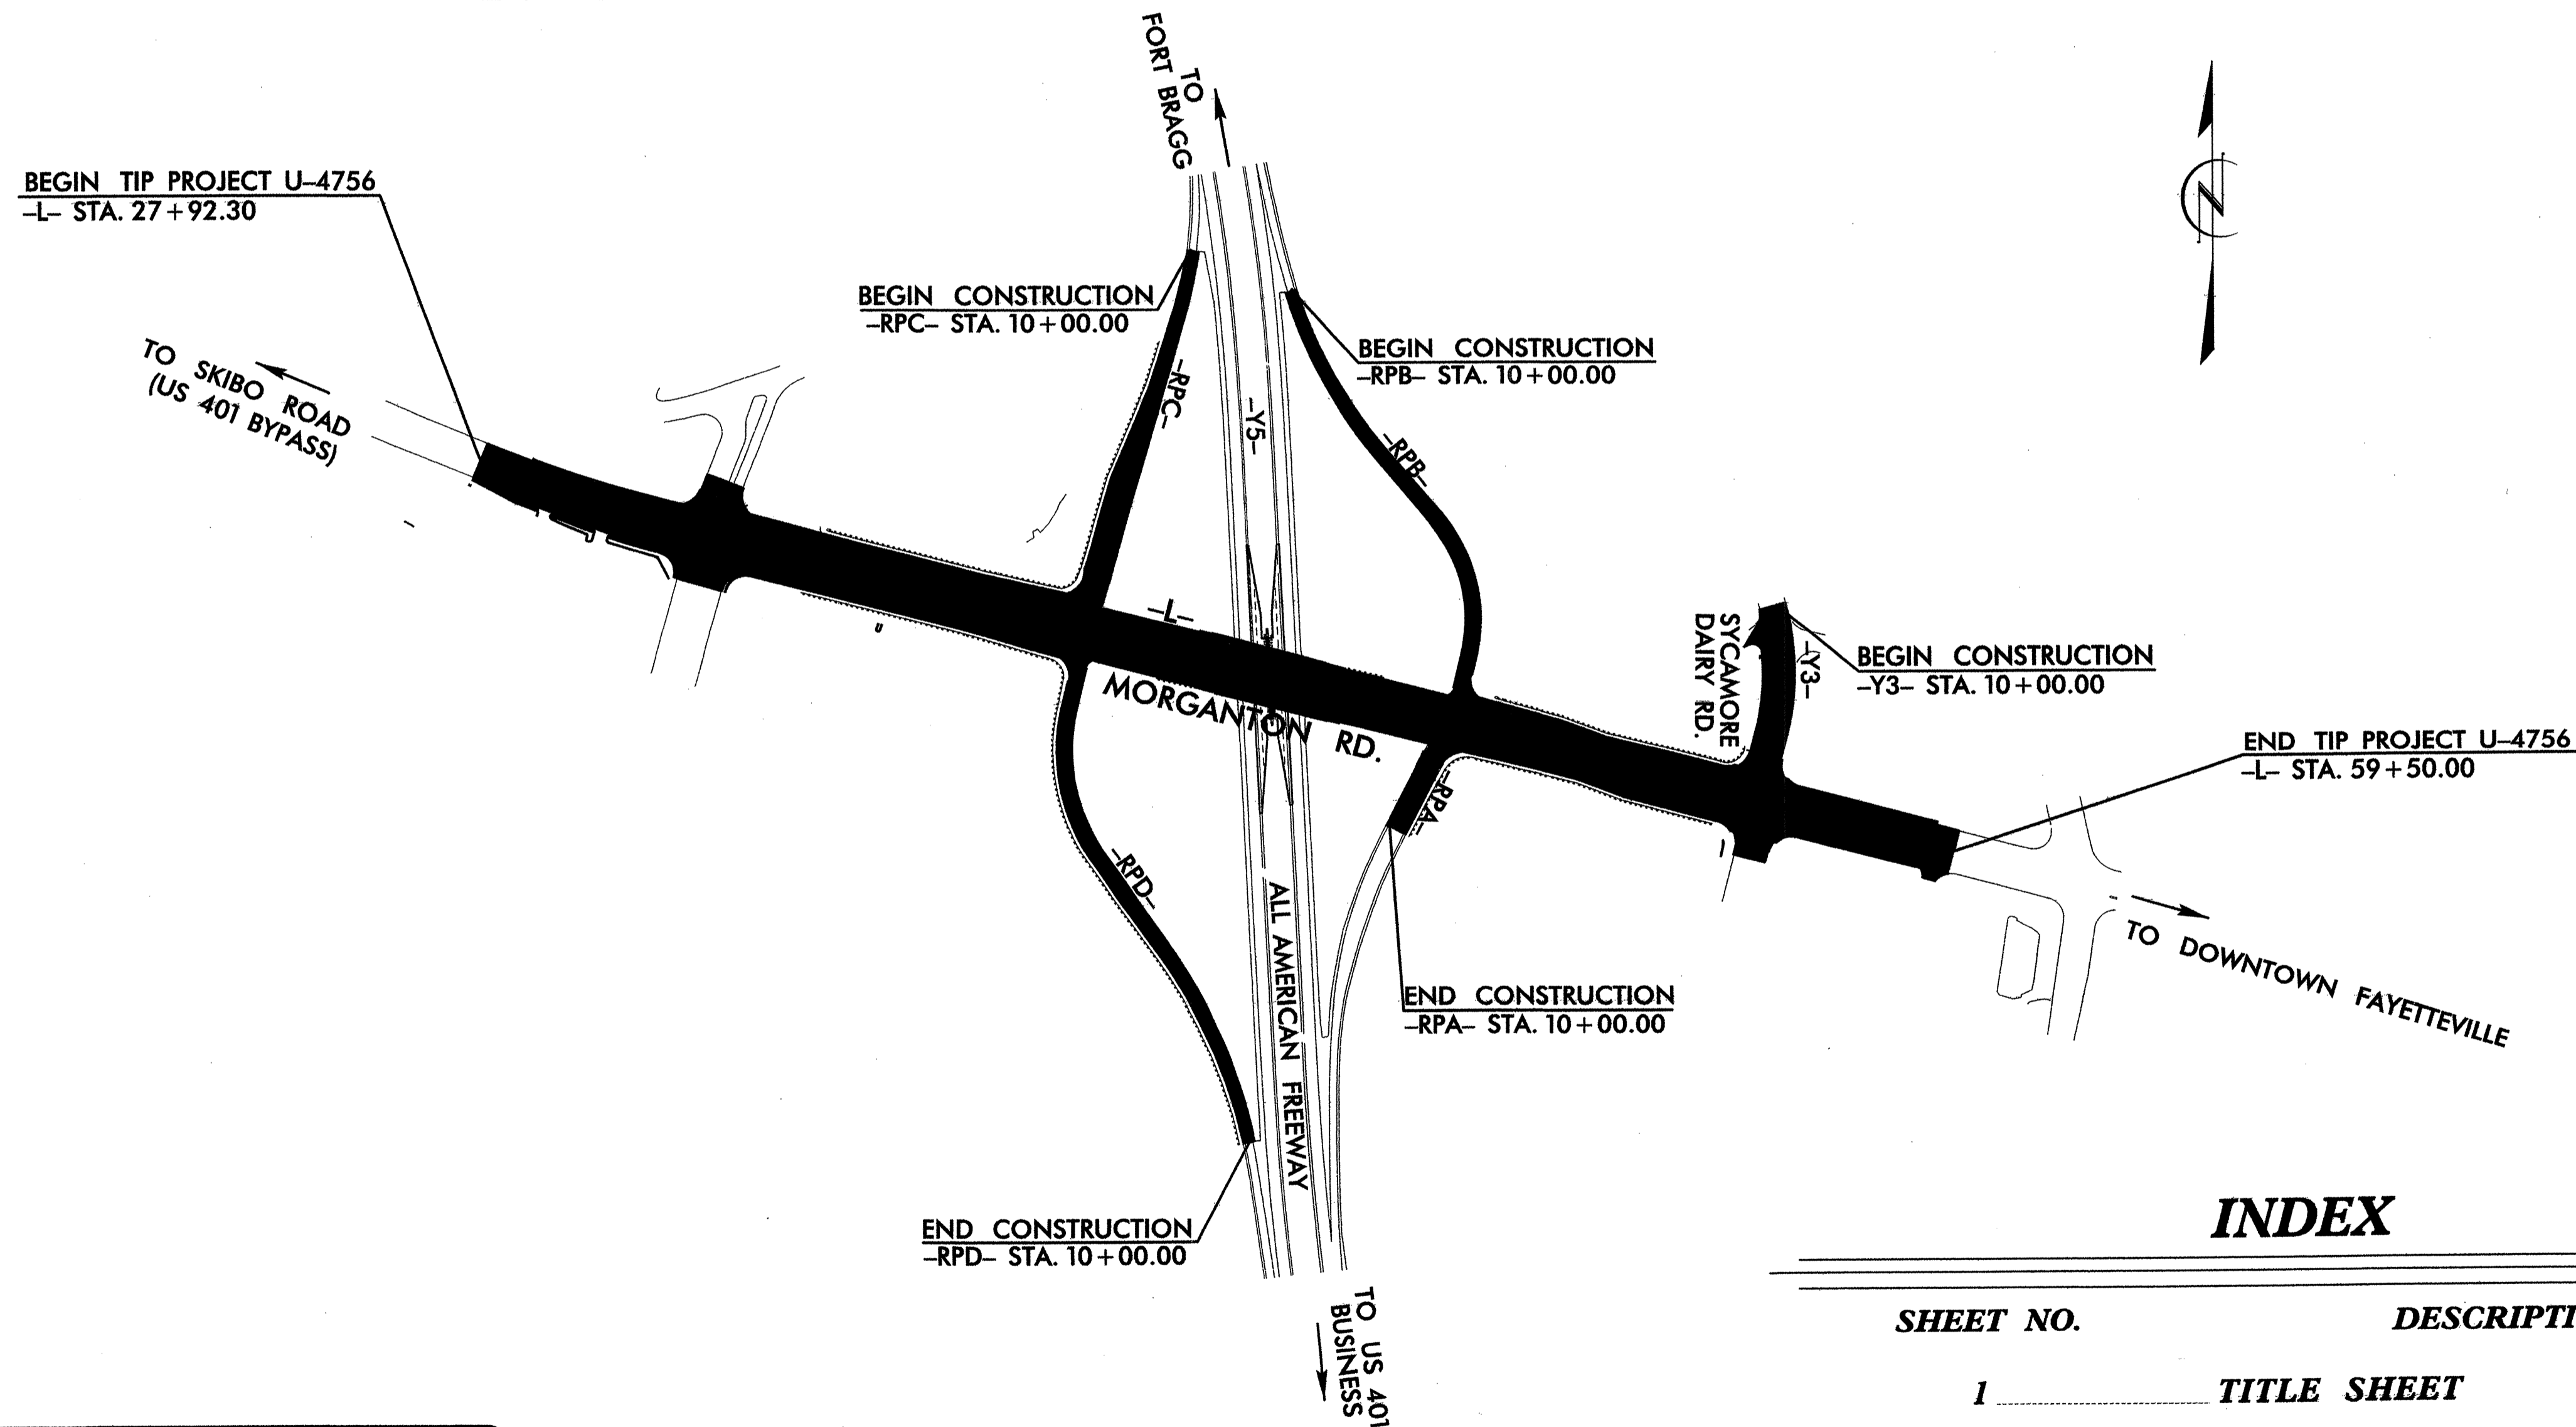 TO
FORT BRAGG
BEGIN TIP PROJECT U-4756
-L- STA. 27+92.30
N
BEGIN CONSTRUCTION
-RPC- STA. 10+00.00
BEGIN CONSTRUCTION
-RPB- STA. 10+00.00
TO SKIBO ROAD
(US 401 BYPASS)
-RPC-
-Y5-
-RPB-
-L-
MORGANTON RD.
SYCAMORE
DAIRY RD.
-Y3-
BEGIN CONSTRUCTION
-Y3- STA. 10+00.00
END TIP PROJECT U-4756
-L- STA. 59+50.00
-RPA-
-RPD-
ALL AMERICAN FREEWAY
TO DOWNTOWN FAYETTEVILLE
END CONSTRUCTION
-RPA- STA. 10+00.00
END CONSTRUCTION
-RPD- STA. 10+00.00
TO US 401
BUSINESS
INDEX
SHEET NO. DESCRIPTI
1 TITLE SHEET